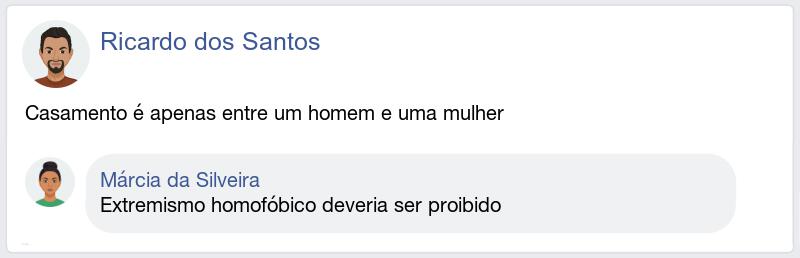 Ricardo dos Santos
Casamento é apenas entre um homem e uma mulher
Márcia da Silveira
Extremismo homofóbico deveria ser proibido